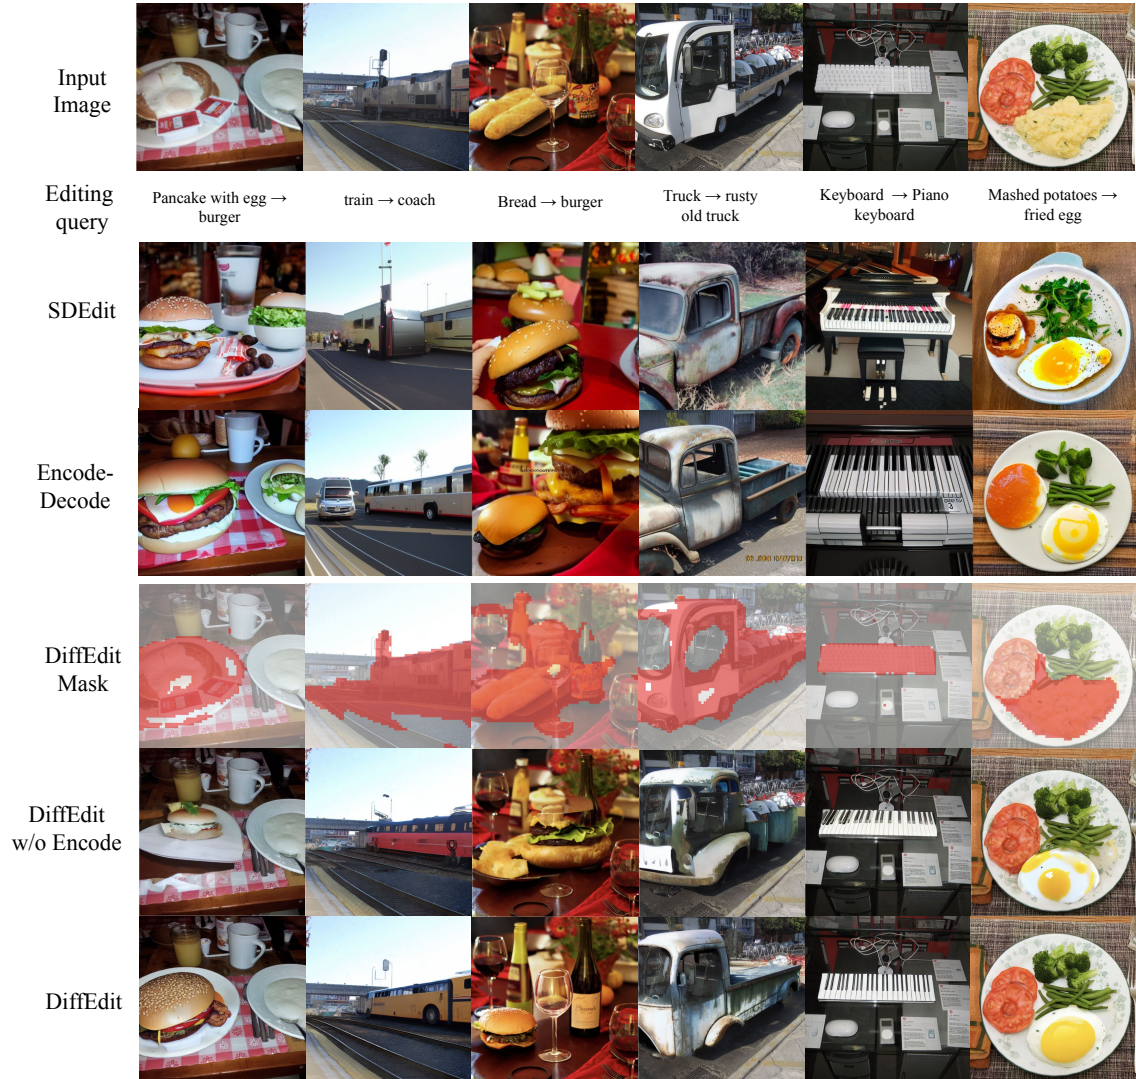 Input
Image
Editing
query
Pancake with egg →
burger
train → coach
Bread → burger
Truck → rusty
old truck
Keyboard → Piano
keyboard
Mashed potatoes →
fried egg
SDEdit
Encode-
Decode
DiffEdit
Mask
DiffEdit
w/o Encode
DiffEdit